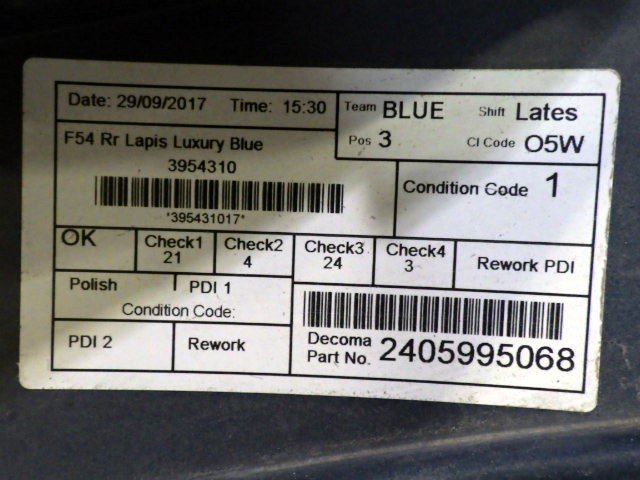 Date: 29/09/2017 Time: 15:30
Team BLUE Shift Lates
Pos 3 Cl Code O5W
F54 Rr Lapis Luxury Blue
3954310
*395431017*
Condition Code 1
OK
Check1 21
Check2 4
Check3 24
Check4 3
Rework PDI
Polish
PDI 1
Condition Code:
PDI 2
Rework
Decoma
Part No. 2405995068